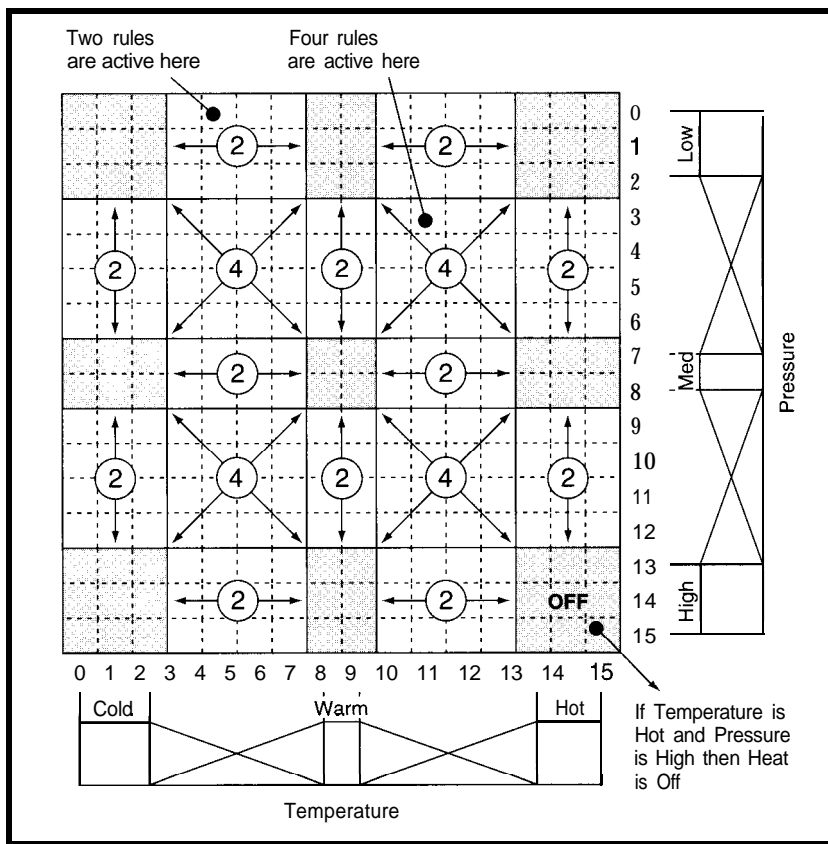 Two rules
are active here
Four rules
are active here
0
1
2
3
4
5
6
7
8
9
10
11
12
13
14
15
Low
Med
High
Pressure
2
2
2
4
2
4
2
2
2
2
4
2
4
2
2
2
OFF
0 1 2 3 4 5 6 7 8 9 10 11 12 13 14 15
Cold
Warm
Hot
Temperature
If Temperature is
Hot and Pressure
is High then Heat
is Off